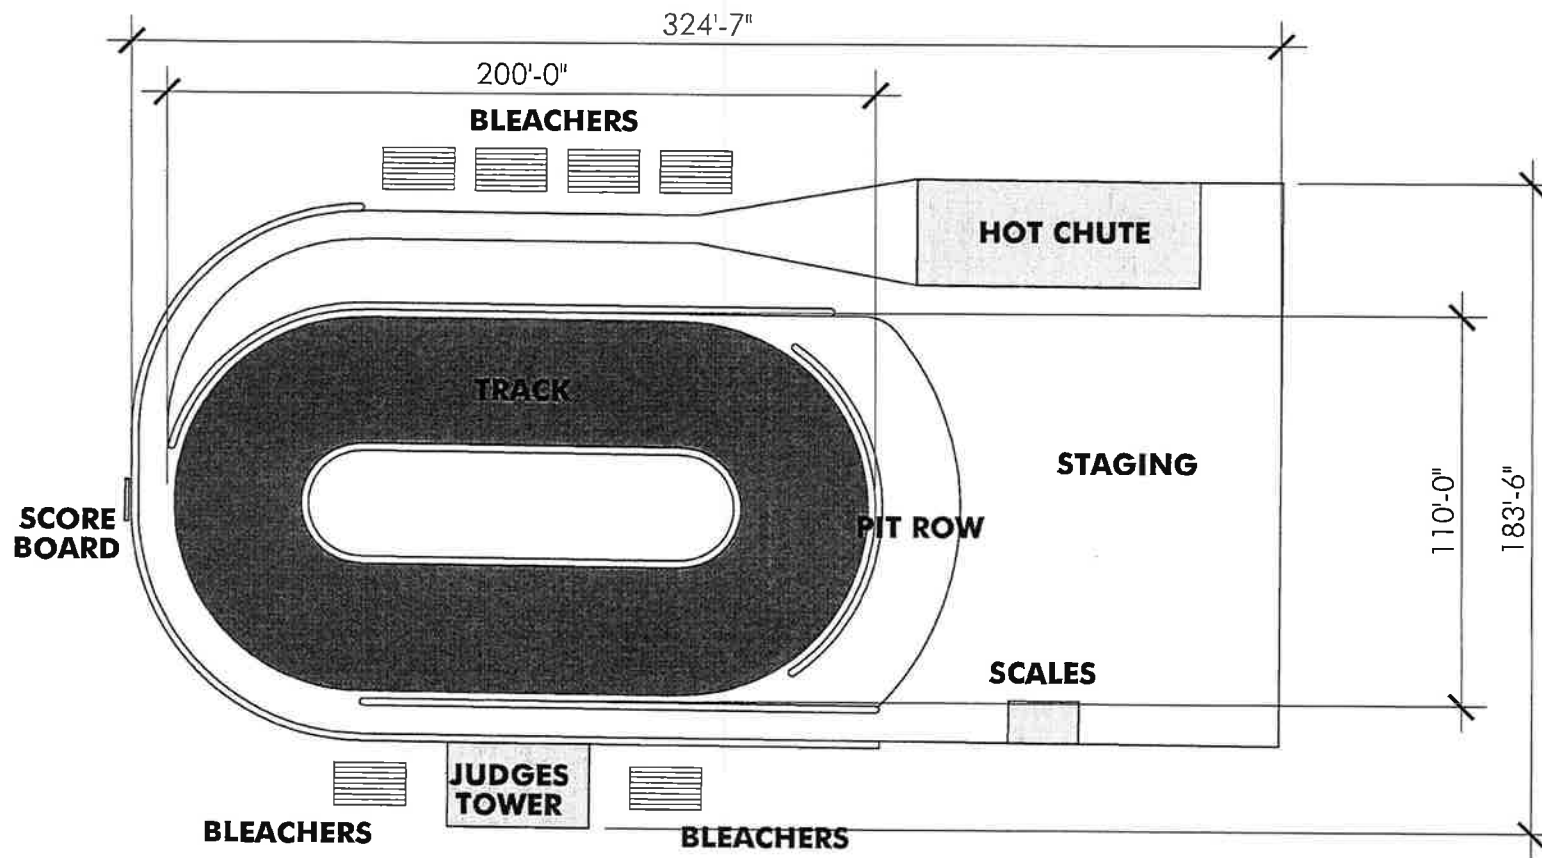 324'-7"
200'-0"
BLEACHERS
HOT CHUTE
TRACK
STAGING
SCORE
BOARD
PIT ROW
110'-0"
183'-6"
SCALES
JUDGES
TOWER
BLEACHERS
BLEACHERS